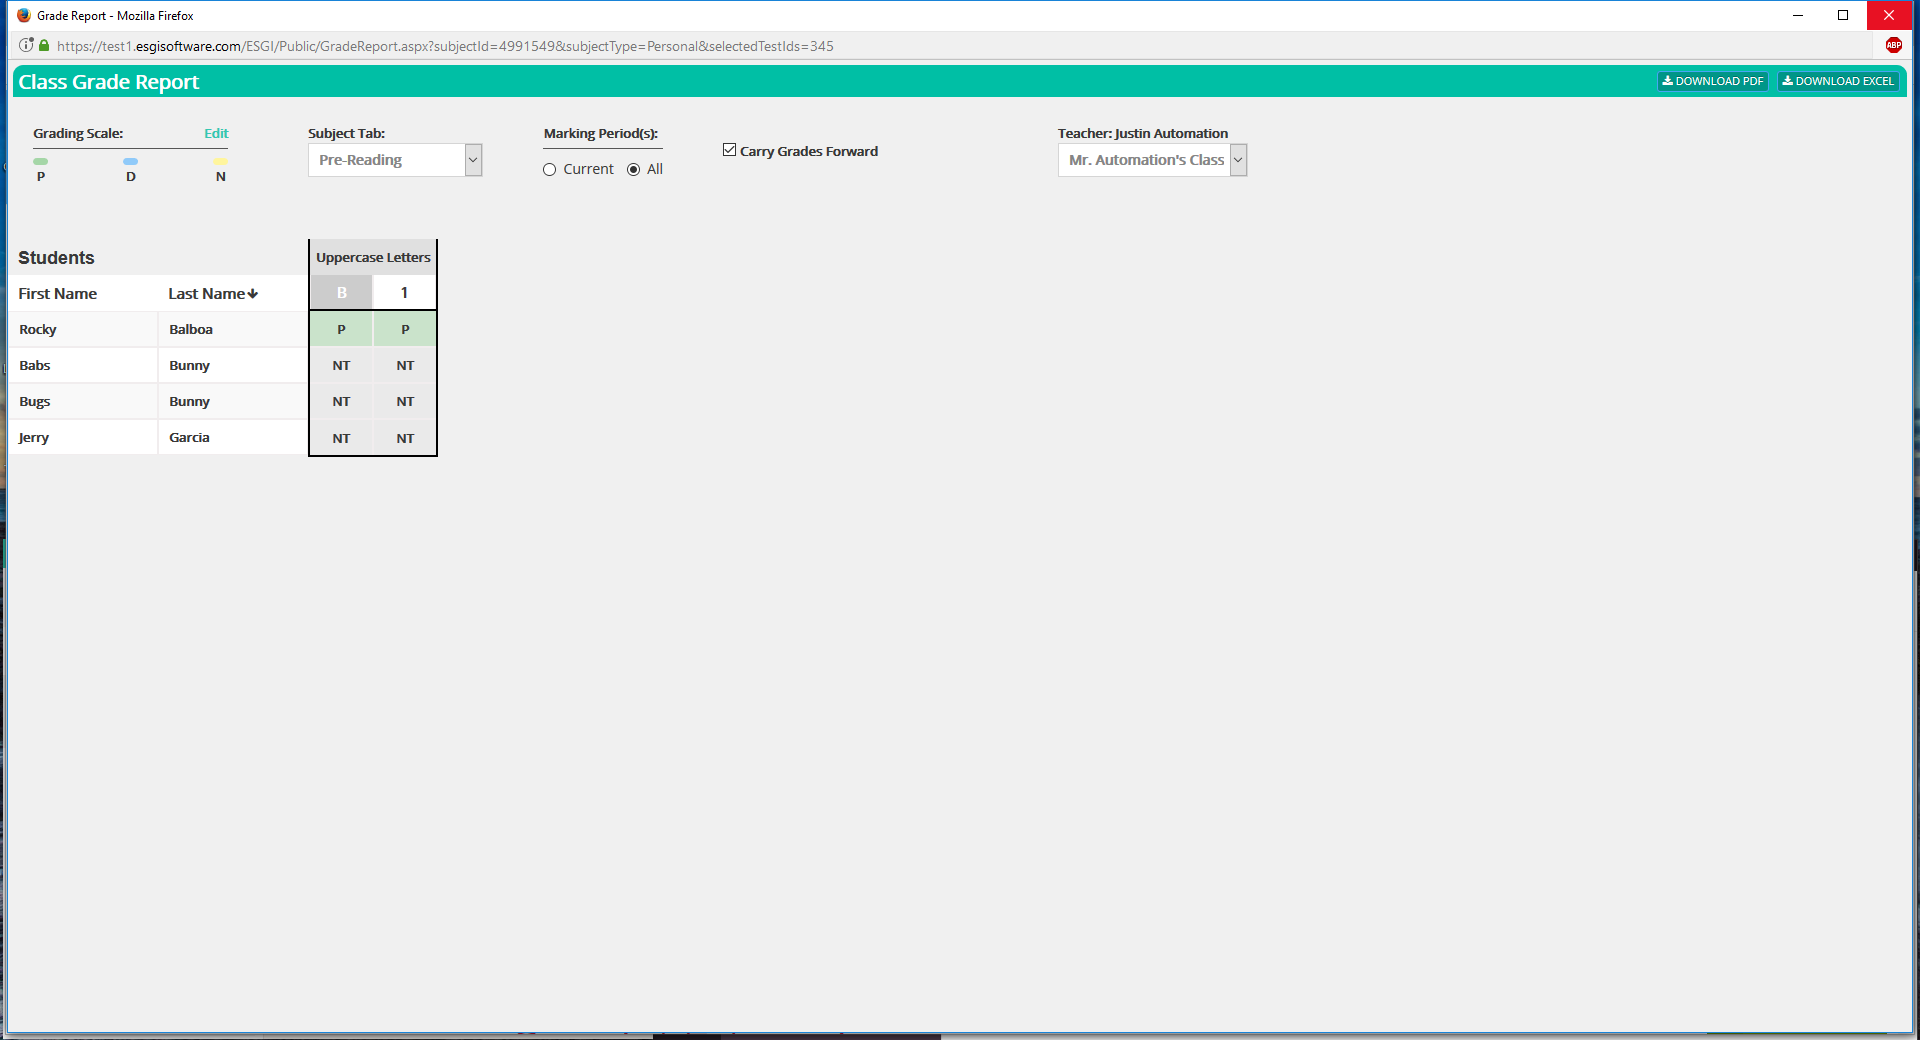 Grade Report - Mozilla Firefox
https://test1.esgisoftware.com/ESGI/Public/GradeReport.aspx?subjectId=4991549&subjectType=Personal&selectedTestIds=345
ABP
Class Grade Report
DOWNLOAD PDF
DOWNLOAD EXCEL
Grading Scale:
Edit
P
D
N
Subject Tab:
Pre-Reading
Marking Period(s):
Current
All
Carry Grades Forward
Teacher: Justin Automation
Mr. Automation's Class
Students
Uppercase Letters
First Name Last Name B 1
Rocky Balboa P P
Babs Bunny NT NT
Bugs Bunny NT NT
Jerry Garcia NT NT